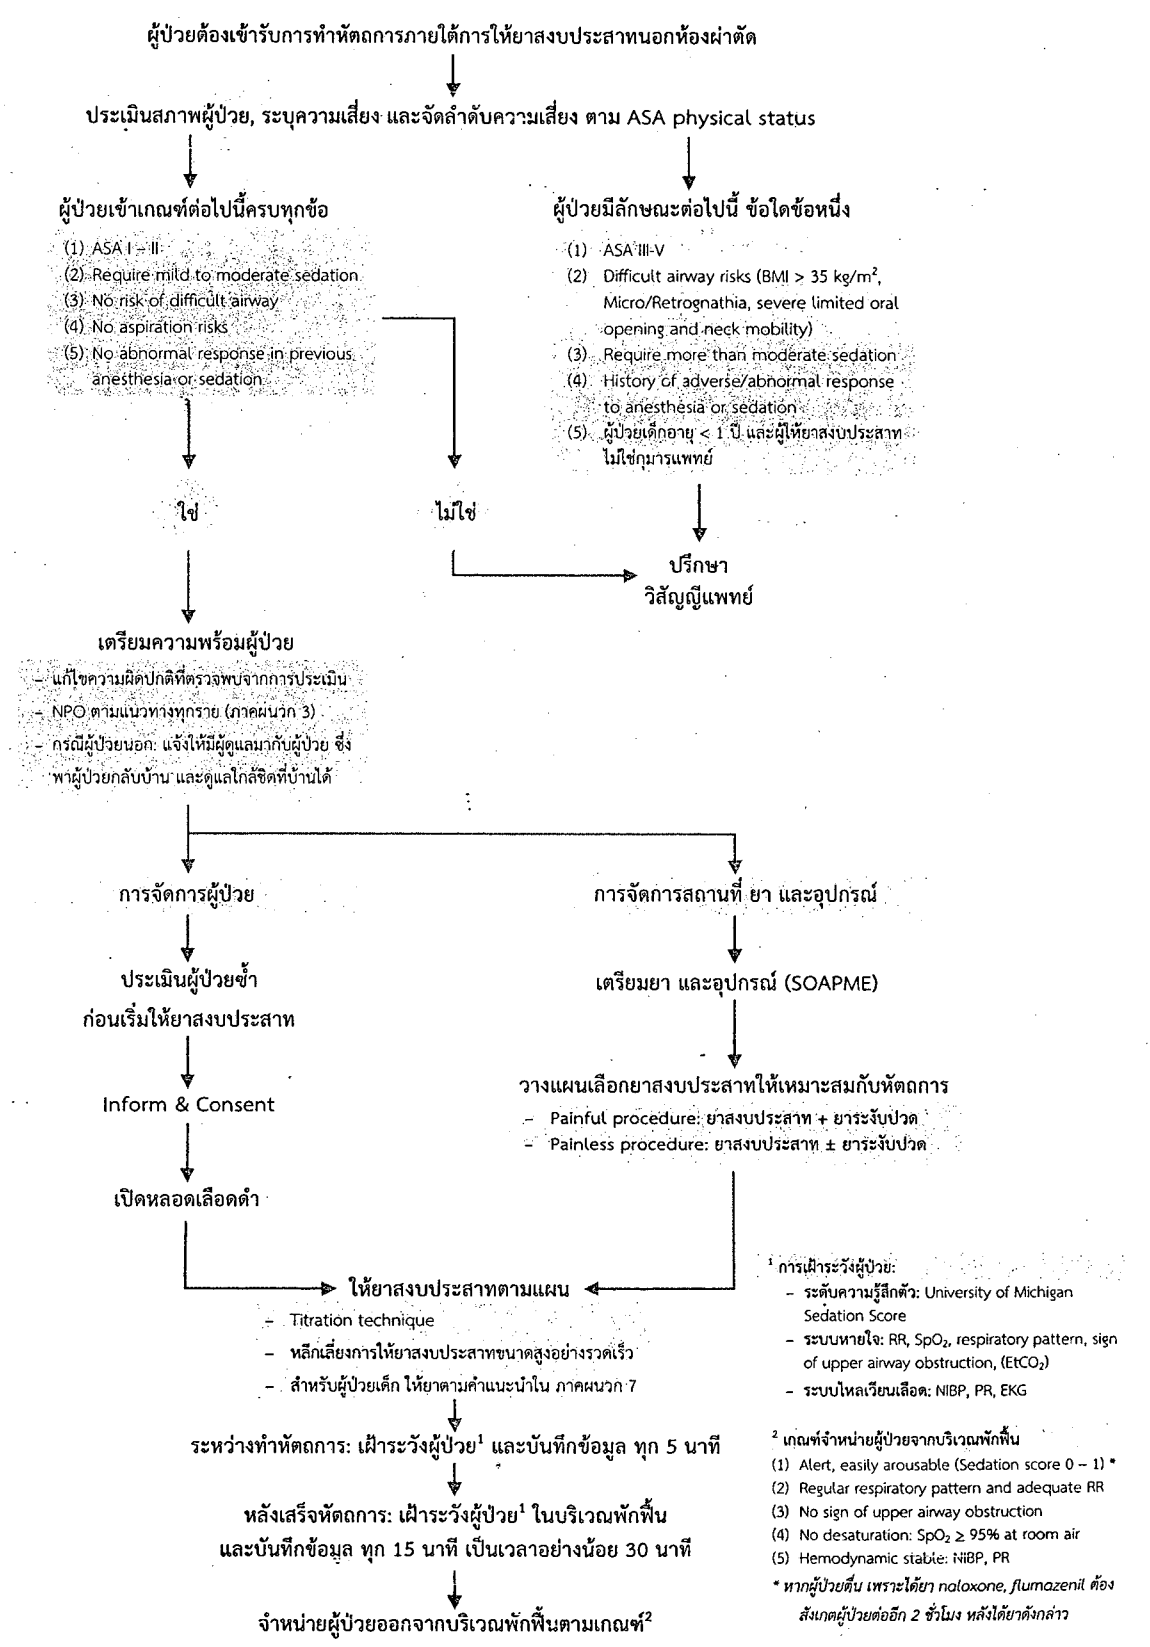 ผู้ป่วยต้องเข้ารับการทำหัตถการภายใต้การให้ยาสงบประสาทนอกห้องผ่าตัด
ประเมินสภาพผู้ป่วย, ระบุความเสี่ยง และจัดลำดับความเสี่ยง ตาม ASA physical status
ผู้ป่วยเข้าเกณฑ์ต่อไปนี้ครบทุกข้อ
(1) ASA I – II
(2) Require mild to moderate sedation
(3) No risk of difficult airway
(4) No aspiration risks
(5) No abnormal response in previous
anesthesia or sedation
ผู้ป่วยมีลักษณะต่อไปนี้ ข้อใดข้อหนึ่ง
(1) ASA III-V
(2) Difficult airway risks (BMI > 35 kg/m²,
Micro/Retrognathia, severe limited oral
opening and neck mobility)
(3) Require more than moderate sedation
(4) History of adverse/abnormal response
to anesthesia or sedation
(5) ผู้ป่วยเด็กอายุ < 1 ปี และผู้ให้ยาสงบประสาท
ไม่ใช่กุมารแพทย์
ใช่
ไม่ใช่
ปรึกษา
วิสัญญีแพทย์
เตรียมความพร้อมผู้ป่วย
– แก้ไขความผิดปกติที่ตรวจพบจากการประเมิน
– NPO ตามแนวทางทุกราย (ภาคผนวก 3)
– กรณีผู้ป่วยนอก: แจ้งให้มีผู้ดูแลมากับผู้ป่วย ซึ่ง
พาผู้ป่วยกลับบ้าน และดูแลใกล้ชิดที่บ้านได้
การจัดการผู้ป่วย
การจัดการสถานที่ ยา และอุปกรณ์
ประเมินผู้ป่วยซ้ำ
ก่อนเริ่มให้ยาสงบประสาท
เตรียมยา และอุปกรณ์ (SOAPME)
Inform & Consent
วางแผนเลือกยาสงบประสาทให้เหมาะสมกับหัตถการ
– Painful procedure: ยาสงบประสาท + ยาระงับปวด
– Painless procedure: ยาสงบประสาท ± ยาระงับปวด
เปิดหลอดเลือดดำ
ให้ยาสงบประสาทตามแผน
– Titration technique
– หลีกเลี่ยงการให้ยาสงบประสาทขนาดสูงอย่างรวดเร็ว
– สำหรับผู้ป่วยเด็ก ให้ยาตามคำแนะนำใน ภาคผนวก 7
ระหว่างทำหัตถการ: เฝ้าระวังผู้ป่วย¹ และบันทึกข้อมูล ทุก 5 นาที
หลังเสร็จหัตถการ: เฝ้าระวังผู้ป่วย¹ ในบริเวณพักฟื้น
และบันทึกข้อมูล ทุก 15 นาที เป็นเวลาอย่างน้อย 30 นาที
จำหน่ายผู้ป่วยออกจากบริเวณพักฟื้นตามเกณฑ์²
¹ การเฝ้าระวังผู้ป่วย:
– ระดับความรู้สึกตัว: University of Michigan
Sedation Score
– ระบบหายใจ: RR, SpO₂, respiratory pattern, sign
of upper airway obstruction, (EtCO₂)
– ระบบไหลเวียนเลือด: NIBP, PR, EKG
² เกณฑ์จำหน่ายผู้ป่วยจากบริเวณพักฟื้น
(1) Alert, easily arousable (Sedation score 0 – 1) *
(2) Regular respiratory pattern and adequate RR
(3) No sign of upper airway obstruction
(4) No desaturation: SpO₂ ≥ 95% at room air
(5) Hemodynamic stable: NIBP, PR
* หากผู้ป่วยตื่น เพราะได้ยา naloxone, flumazenil ต้อง
สังเกตผู้ป่วยต่ออีก 2 ชั่วโมง หลังได้ยาดังกล่าว